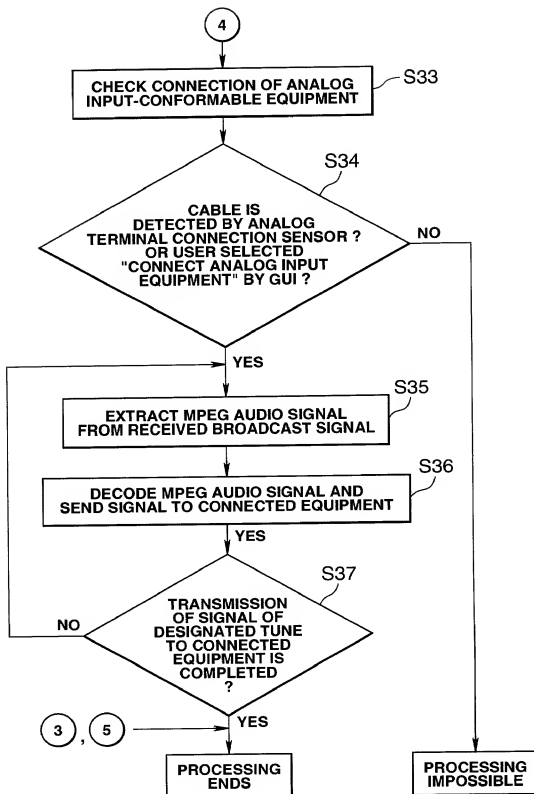 4
CHECK CONNECTION OF ANALOG
INPUT-CONFORMABLE EQUIPMENT
S33
S34
CABLE IS
DETECTED BY ANALOG
TERMINAL CONNECTION SENSOR ?
OR USER SELECTED
"CONNECT ANALOG INPUT
EQUIPMENT" BY GUI ?
NO
YES
S35
EXTRACT MPEG AUDIO SIGNAL
FROM RECEIVED BROADCAST SIGNAL
S36
DECODE MPEG AUDIO SIGNAL AND
SEND SIGNAL TO CONNECTED EQUIPMENT
YES
S37
TRANSMISSION
OF SIGNAL OF
DESIGNATED TUNE
TO CONNECTED
EQUIPMENT IS
COMPLETED
?
NO
YES
3 , 5
PROCESSING
ENDS
PROCESSING
IMPOSSIBLE